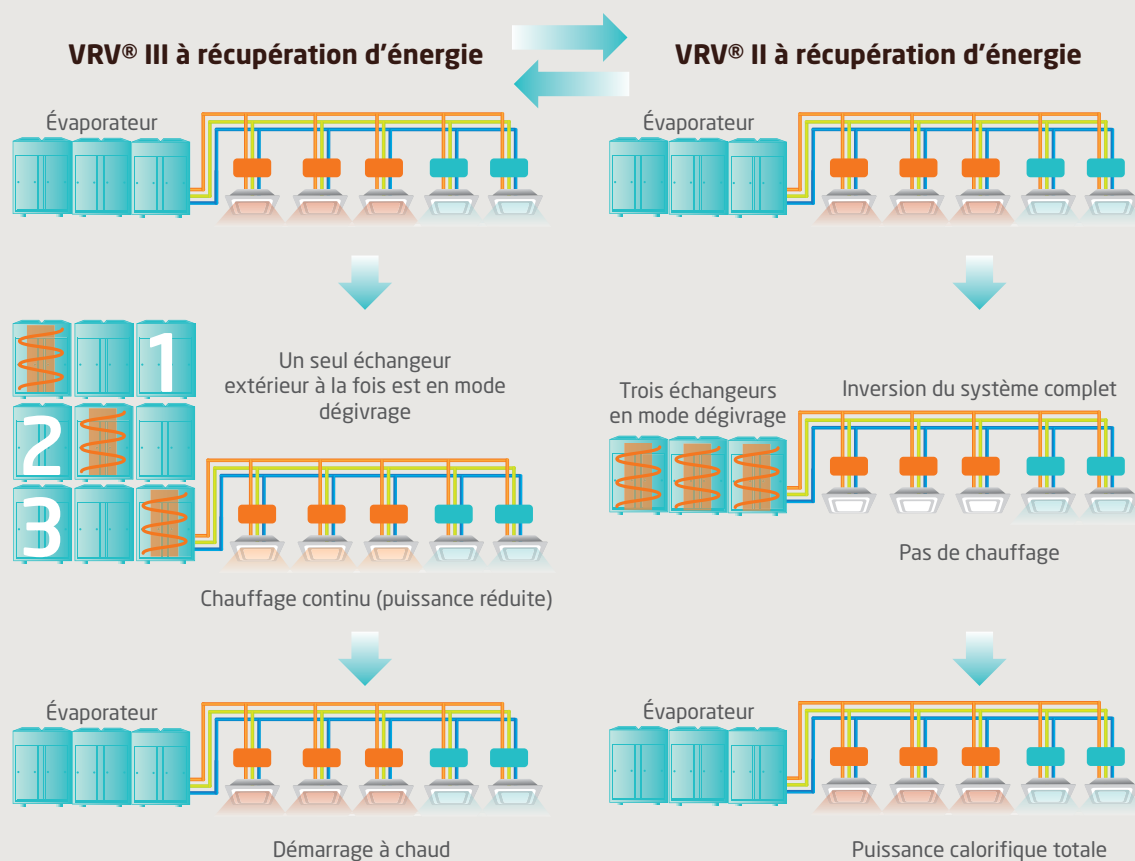 VRV® III à récupération d'énergie
VRV® II à récupération d'énergie
Évaporateur
Évaporateur
1
2
3
Un seul échangeur
extérieur à la fois est en mode
dégivrage
Chauffage continu (puissance réduite)
Trois échangeurs
en mode dégivrage
Inversion du système complet
Pas de chauffage
Évaporateur
Démarrage à chaud
Évaporateur
Puissance calorifique totale